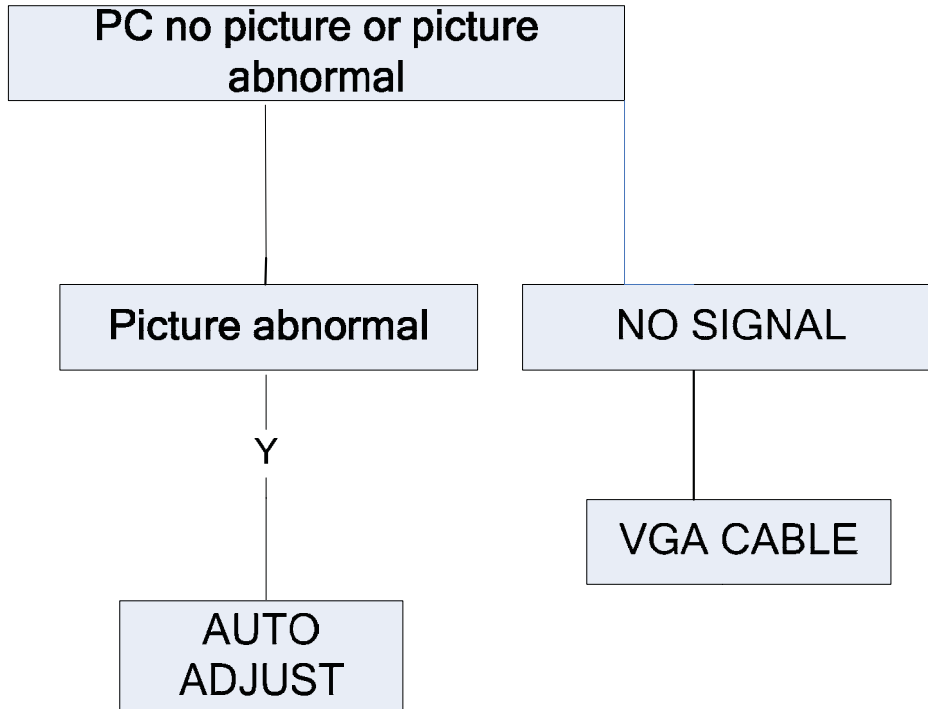 PC no picture or picture
abnormal
Picture abnormal
NO SIGNAL
Y
VGA CABLE
AUTO
ADJUST